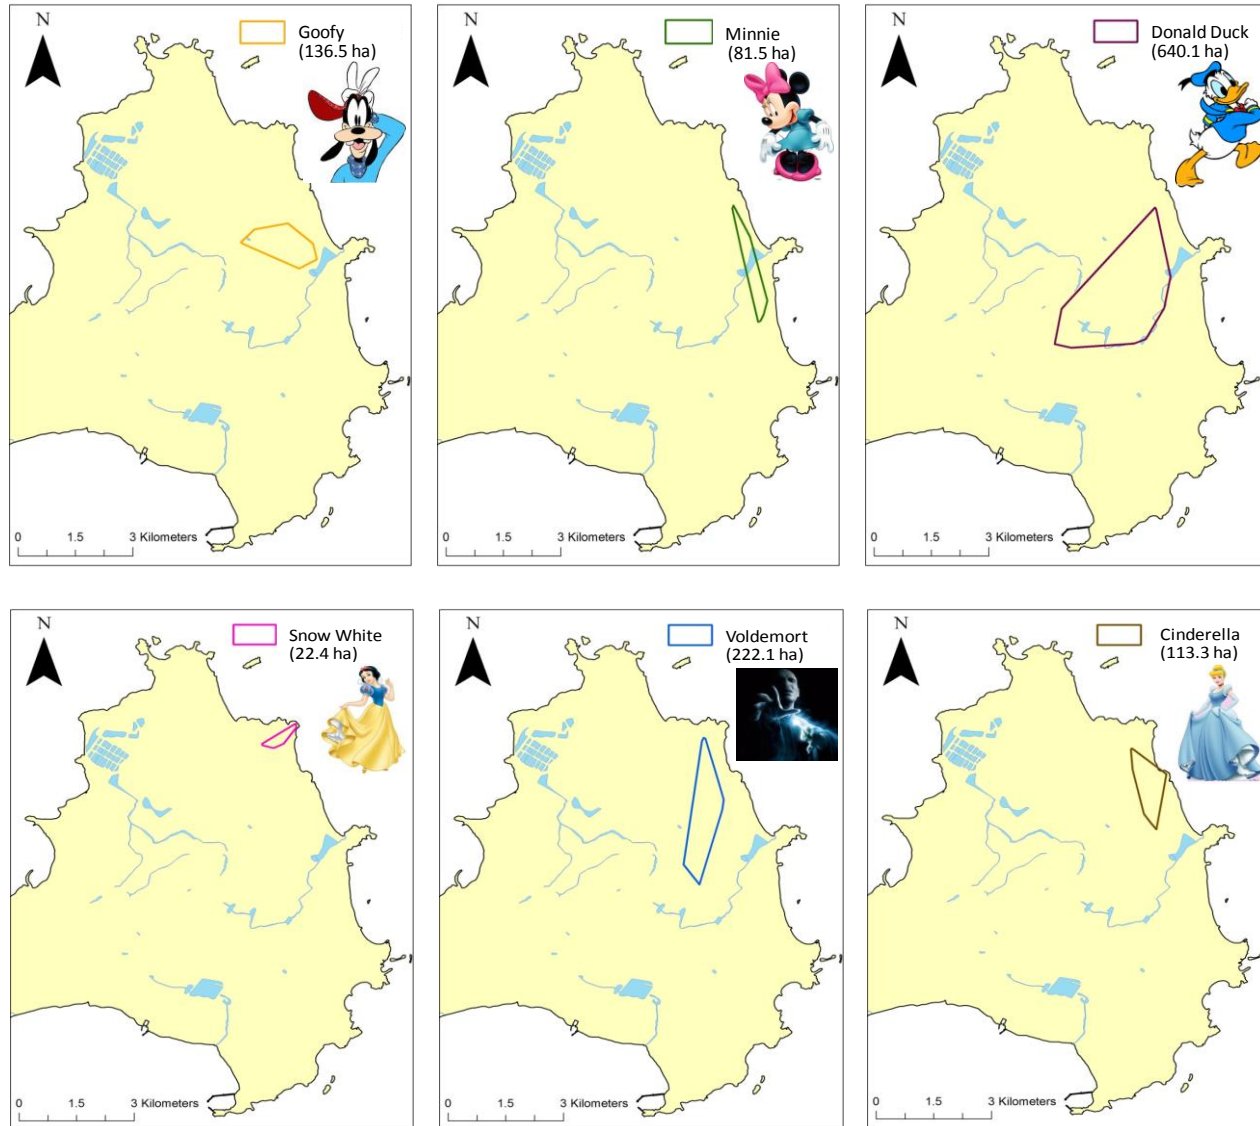 N
Goofy
(136.5 ha)
0 1.5 3 Kilometers
N
Minnie
(81.5 ha)
0 1.5 3 Kilometers
N
Donald Duck
(640.1 ha)
0 1.5 3 Kilometers
N
Snow White
(22.4 ha)
0 1.5 3 Kilometers
N
Voldemort
(222.1 ha)
0 1.5 3 Kilometers
N
Cinderella
(113.3 ha)
0 1.5 3 Kilometers